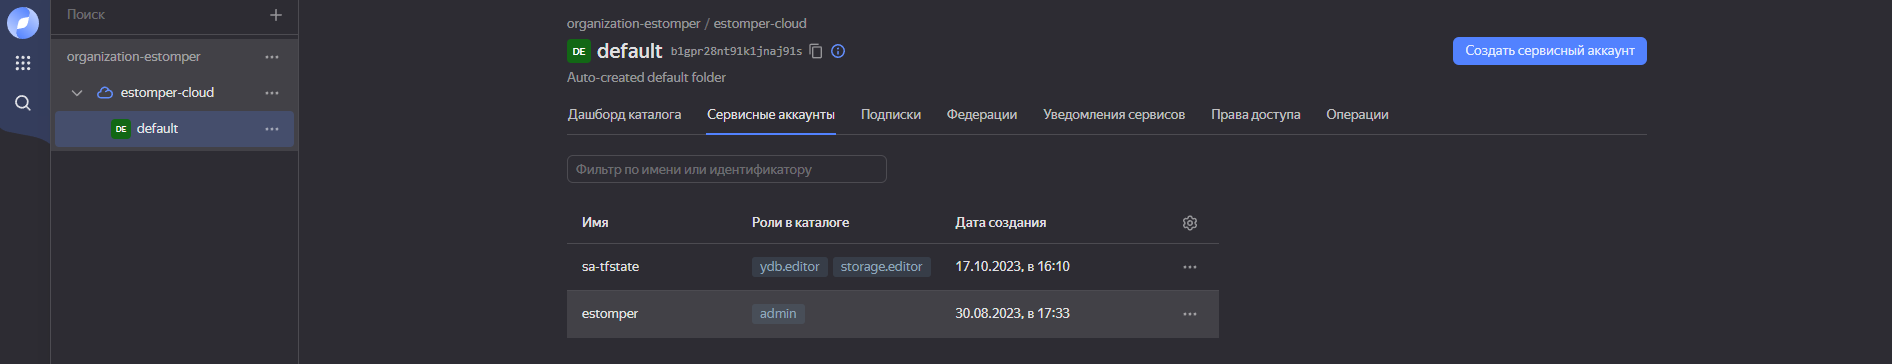 Поиск
organization-estomper
estomper-cloud
DE default
organization-estomper / estomper-cloud
DE default b1gpr28nt91k1jnaj91s
Создать сервисный аккаунт
Auto-created default folder
Дашборд каталога Сервисные аккаунты Подписки Федерации Уведомления сервисов Права доступа Операции
Фильтр по имени или идентификатору
Имя Роли в каталоге Дата создания
sa-tfstate ydb.editor storage.editor 17.10.2023, в 16:10
estomper admin 30.08.2023, в 17:33